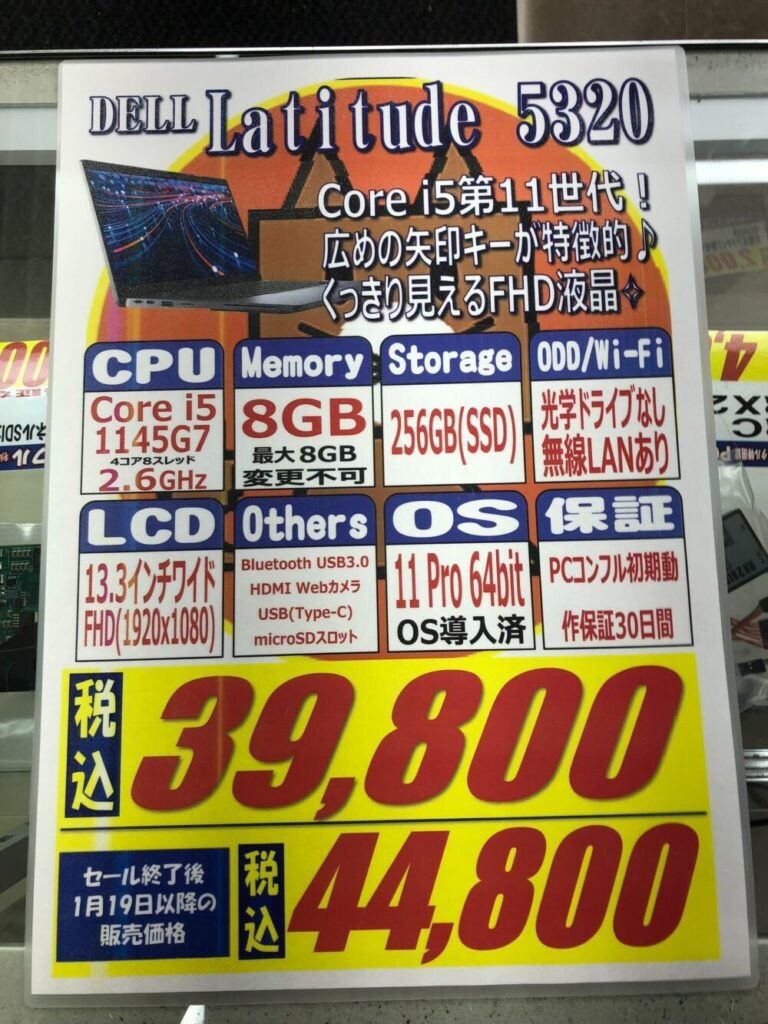 DELL Latitude 5320
Core i5第11世代！
広めの矢印キーが特徴的♪
くっきり見えるFHD液晶✧
CPU
Core i5
1145G7
4コア8スレッド
2.6GHz
Memory
8GB
最大8GB
変更不可
Storage
256GB(SSD)
ODD/Wi-Fi
光学ドライブなし
無線LANあり
LCD
13.3インチワイド
FHD(1920x1080)
Others
Bluetooth USB3.0
HDMI Webカメラ
USB(Type-C)
microSDスロット
OS
11 Pro 64bit
OS導入済
保証
PCコンフル初期動
作保証30日間
税込
39,800
セール終了後
1月19日以降の
販売価格
税込
44,800